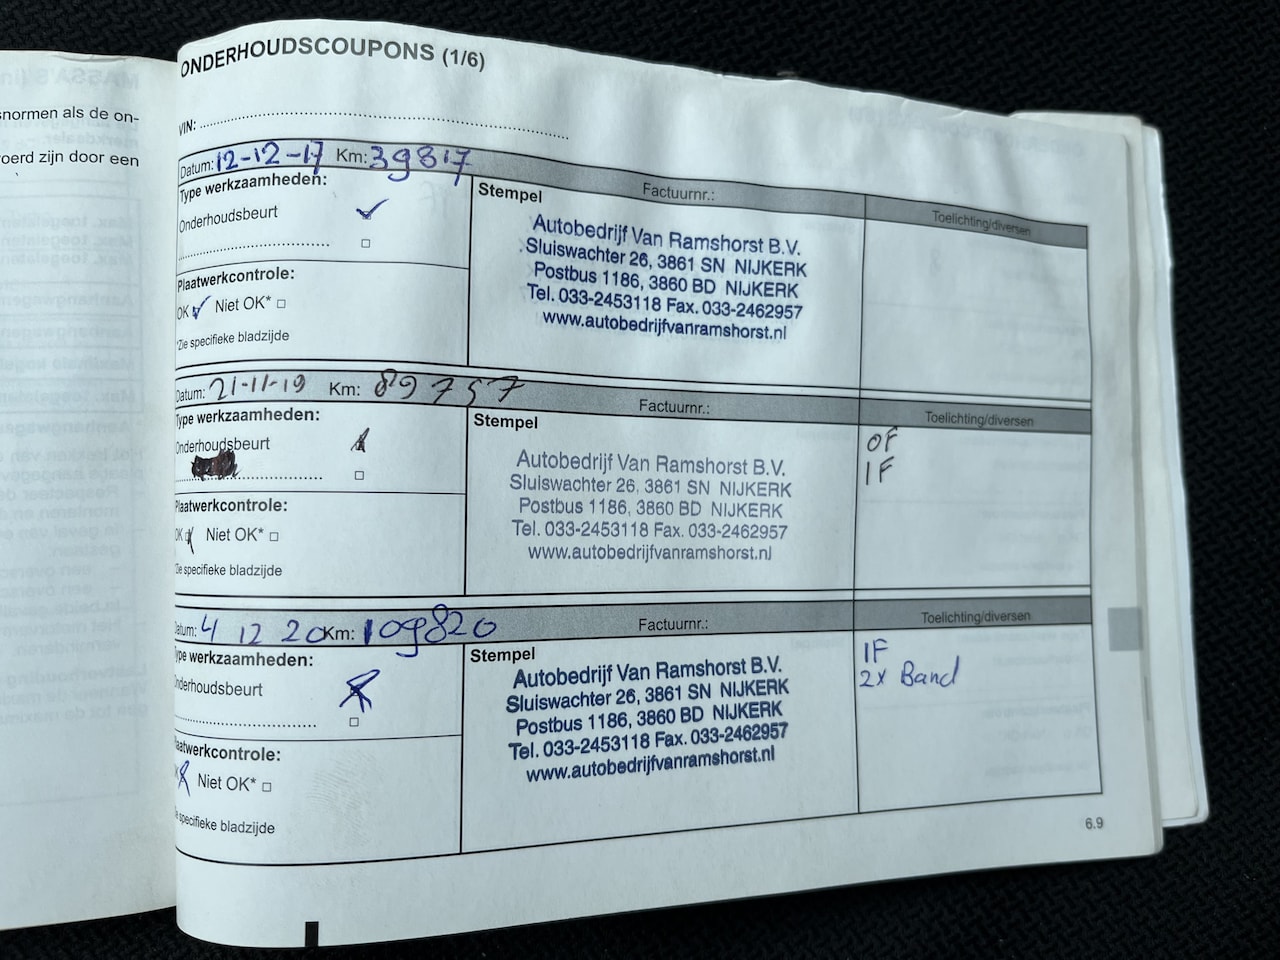 snormen als de on-
oerd zijn door een
ONDERHOUDSCOUPONS (1/6)
VIN:
Datum: 12-12-17 Km: 39817
Factuurnr.:
Toelichting/diversen
Type werkzaamheden:
Onderhoudsbeurt
Plaatwerkcontrole:
OK Niet OK*
*Zie specifieke bladzijde
Stempel
Autobedrijf Van Ramshorst B.V.
Sluiswachter 26, 3861 SN NIJKERK
Postbus 1186, 3860 BD NIJKERK
Tel. 033-2453118 Fax. 033-2462957
www.autobedrijfvanramshorst.nl
Datum: 21-11-19 Km: 89757
Factuurnr.:
Toelichting/diversen
Type werkzaamheden:
Onderhoudsbeurt
Plaatwerkcontrole:
OK Niet OK*
Zie specifieke bladzijde
Stempel
Autobedrijf Van Ramshorst B.V.
Sluiswachter 26, 3861 SN NIJKERK
Postbus 1186, 3860 BD NIJKERK
Tel. 033-2453118 Fax. 033-2462957
www.autobedrijfvanramshorst.nl
OF
IF
atum: 4 12 20 Km: 109820
Factuurnr.:
Toelichting/diversen
ype werkzaamheden:
nderhoudsbeurt
aatwerkcontrole:
K Niet OK*
e specifieke bladzijde
Stempel
Autobedrijf Van Ramshorst B.V.
Sluiswachter 26, 3861 SN NIJKERK
Postbus 1186, 3860 BD NIJKERK
Tel. 033-2453118 Fax. 033-2462957
www.autobedrijfvanramshorst.nl
IF
2x Band
6.9